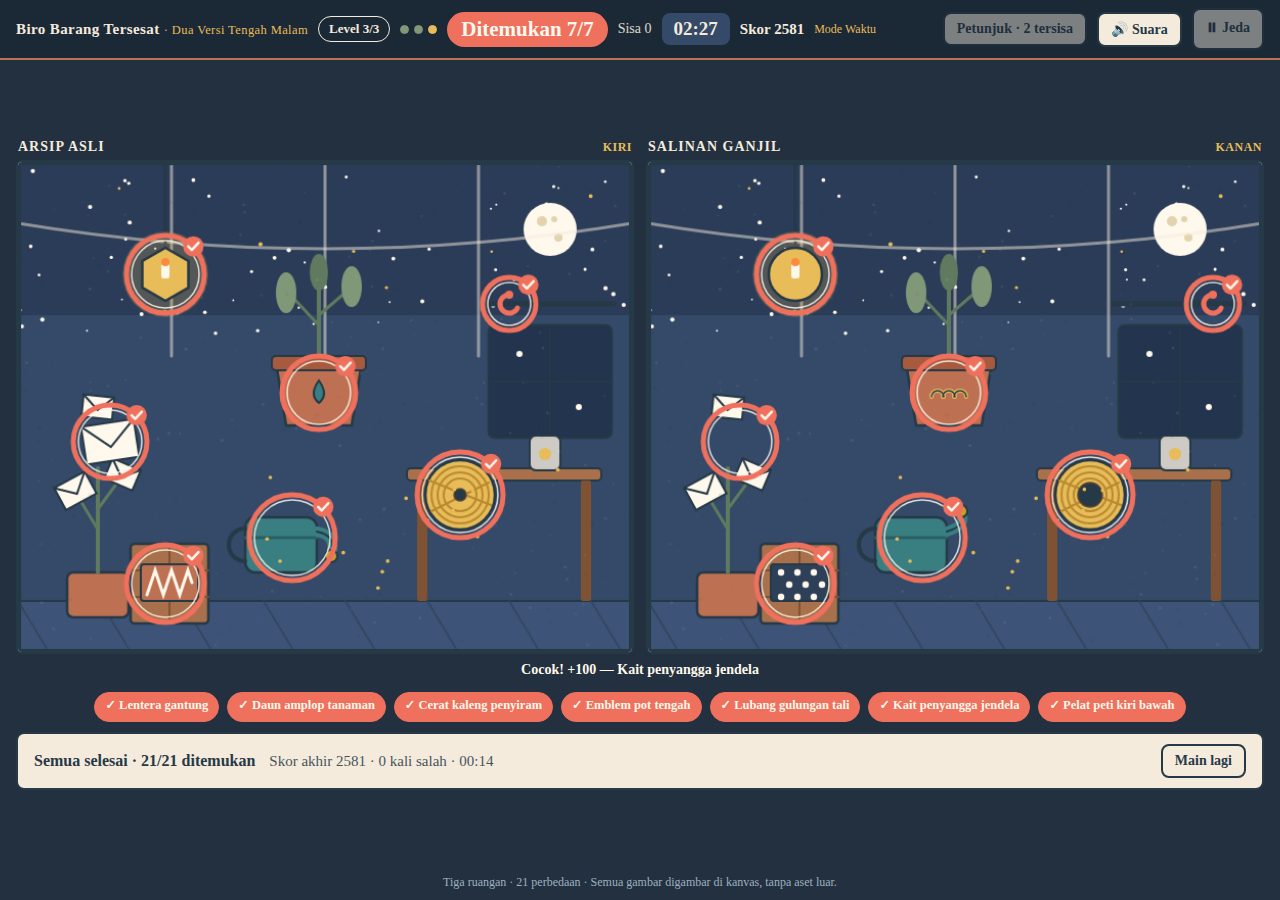 Biro Barang Tersesat · Dua Versi Tengah Malam Level 3/3 Ditemukan 7/7 Sisa 0 02:27 Skor 2581 Mode Waktu Petunjuk · 2 tersisa 🔊 Suara ⏸ Jeda
ARSIP ASLI KIRI SALINAN GANJIL KANAN
Cocok! +100 — Kait penyangga jendela
✓ Lentera gantung ✓ Daun amplop tanaman ✓ Cerat kaleng penyiram ✓ Emblem pot tengah ✓ Lubang gulungan tali ✓ Kait penyangga jendela ✓ Pelat peti kiri bawah
Semua selesai · 21/21 ditemukan Skor akhir 2581 · 0 kali salah · 00:14 Main lagi
Tiga ruangan · 21 perbedaan · Semua gambar digambar di kanvas, tanpa aset luar.